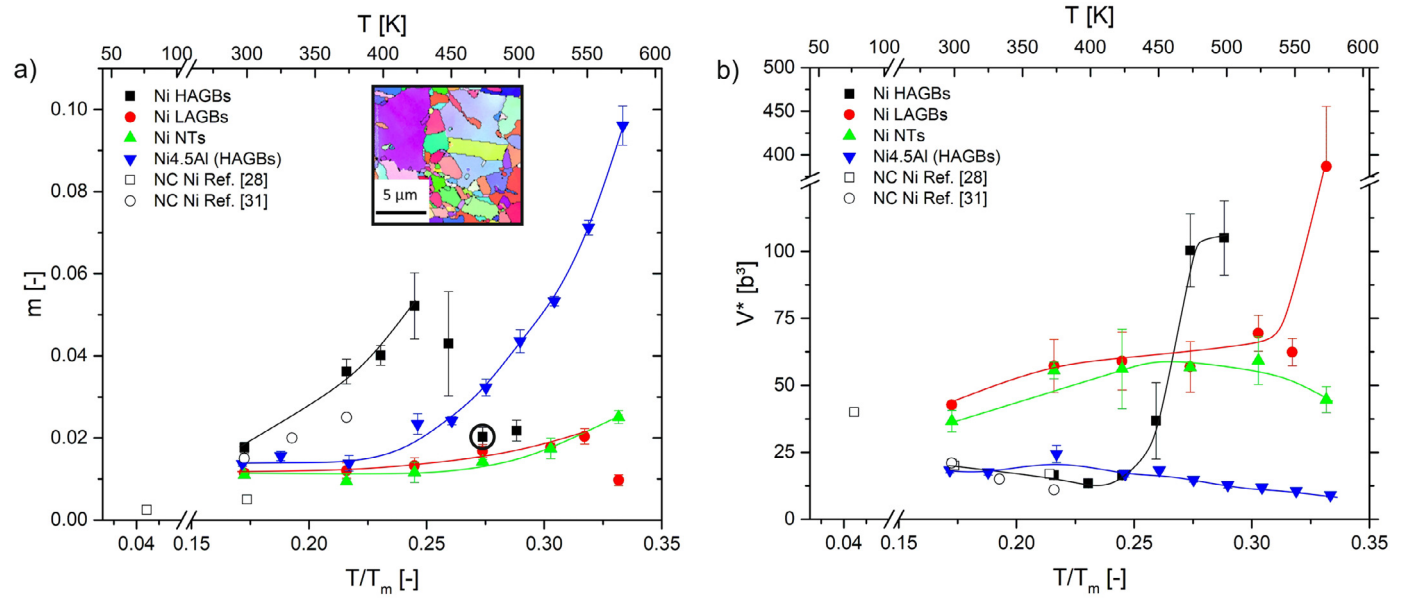 a)
T [K]
50 100 300 350 400 450 500 550 600
0.10
0.08
0.06
0.04
0.02
0.00
m [-]
Ni HAGBs
Ni LAGBs
Ni NTs
Ni4.5Al (HAGBs)
NC Ni Ref. [28]
NC Ni Ref. [31]
5 µm
0.04 0.15 0.20 0.25 0.30 0.35
T/Tm [-]
b)
T [K]
50 100 300 350 400 450 500 550 600
500
450
400
100
75
50
25
0
V* [b³]
Ni HAGBs
Ni LAGBs
Ni NTs
Ni4.5Al (HAGBs)
NC Ni Ref. [28]
NC Ni Ref. [31]
0.04 0.15 0.20 0.25 0.30 0.35
T/Tm [-]